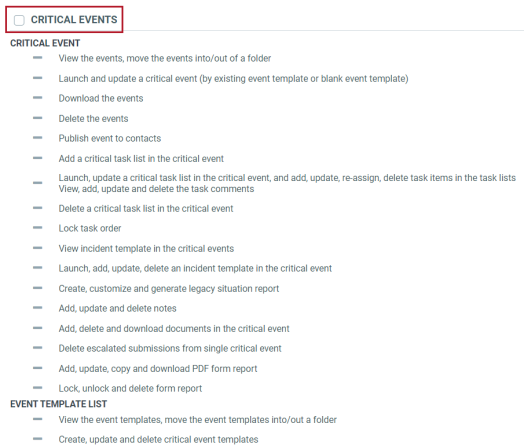 CRITICAL EVENTS
CRITICAL EVENT
View the events, move the events into/out of a folder
Launch and update a critical event (by existing event template or blank event template)
Download the events
Delete the events
Publish event to contacts
Add a critical task list in the critical event
Launch, update a critical task list in the critical event, and add, update, re-assign, delete task items in the task lists
View, add, update and delete the task comments
Delete a critical task list in the critical event
Lock task order
View incident template in the critical events
Launch, add, update, delete an incident template in the critical event
Create, customize and generate legacy situation report
Add, update and delete notes
Add, delete and download documents in the critical event
Delete escalated submissions from single critical event
Add, update, copy and download PDF form report
Lock, unlock and delete form report
EVENT TEMPLATE LIST
View the event templates, move the event templates into/out a folder
Create, update and delete critical event templates